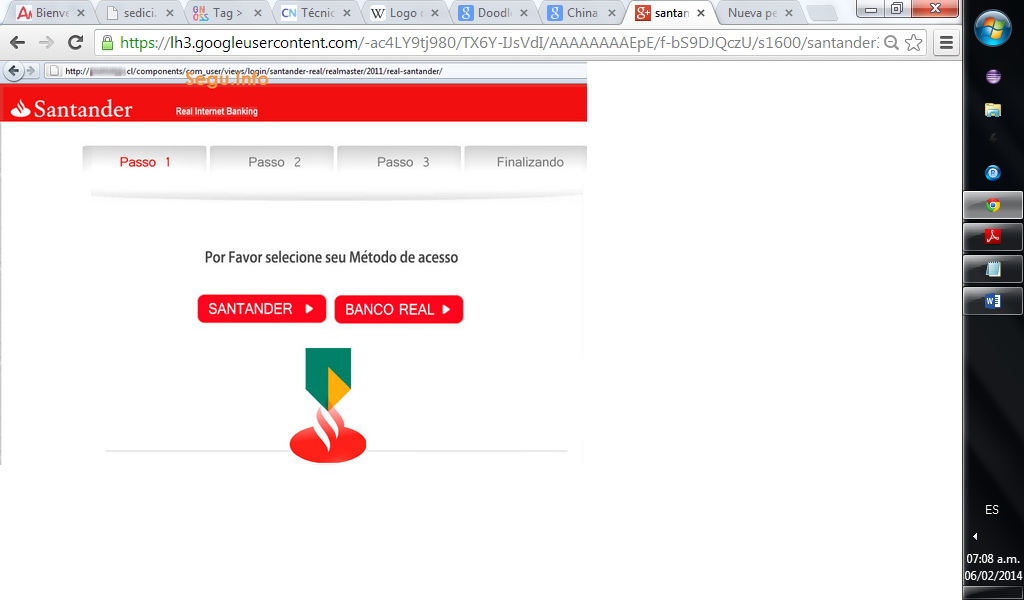 Bienve
sedici.
Tag >
CN Técnic
W Logo
Doodl
China
santan
Nueva pe
https://lh3.googleusercontent.com/-ac4LY9tj980/TX6Y-IJsVdI/AAAAAAAAEpE/f-bS9DJQczU/s1600/santander
http:// .cl/components/com_user/views/login/santander-real/realmaster/2011/real-santander/
Segu.Info
Santander
Real Internet Banking
Passo 1
Passo 2
Passo 3
Finalizando
Por Favor selecione seu Método de acesso
SANTANDER
BANCO REAL
ES
07:08 a.m.
06/02/2014